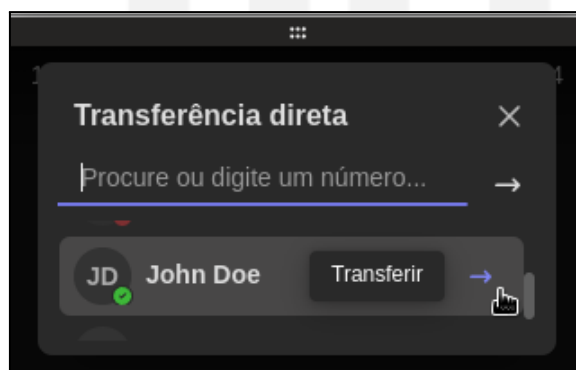 Transferência direta
Procure ou digite um número...
JD John Doe Transferir